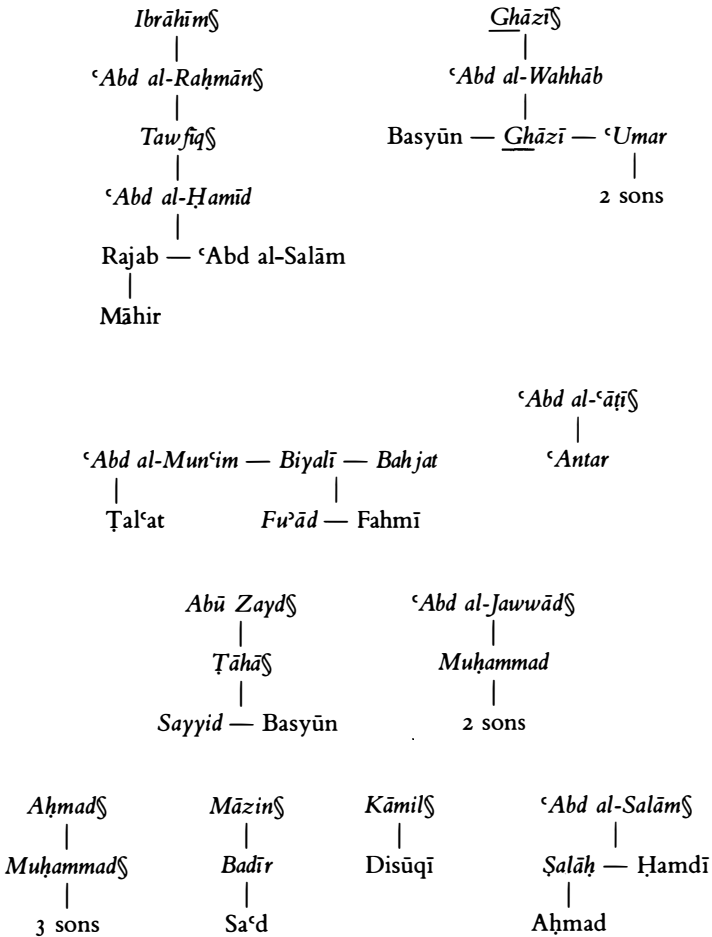 Ibrāhīm§ Ghāzī§
ʿAbd al-Raḥmān§ ʿAbd al-Wahhāb
Tawfīq§ Basyūn — Ghāzī — ʿUmar
ʿAbd al-Ḥamīd 2 sons
Rajab — ʿAbd al-Salām
Māhir
ʿAbd al-ʿāṭī§
ʿAbd al-Munʿim — Biyalī — Bahjat ʿAntar
Ṭalʿat Fuʾād — Fahmī
Abū Zayd§ ʿAbd al-Jawwād§
Ṭāhā§ Muḥammad
Sayyid — Basyūn 2 sons
Aḥmad§ Māzin§ Kāmil§ ʿAbd al-Salām§
Muḥammad§ Badīr Disūqī Ṣalāḥ — Ḥamdī
3 sons Saʿd Aḥmad